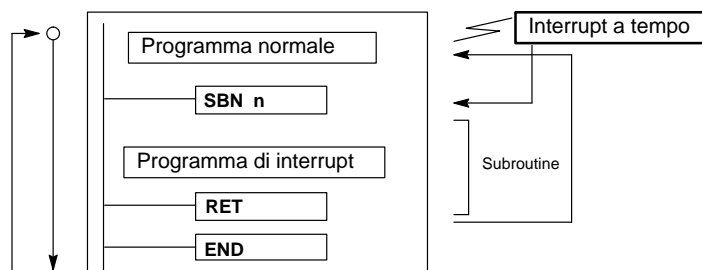 Interrupt a tempo
Programma normale
SBN n
Programma di interrupt
Subroutine
RET
END